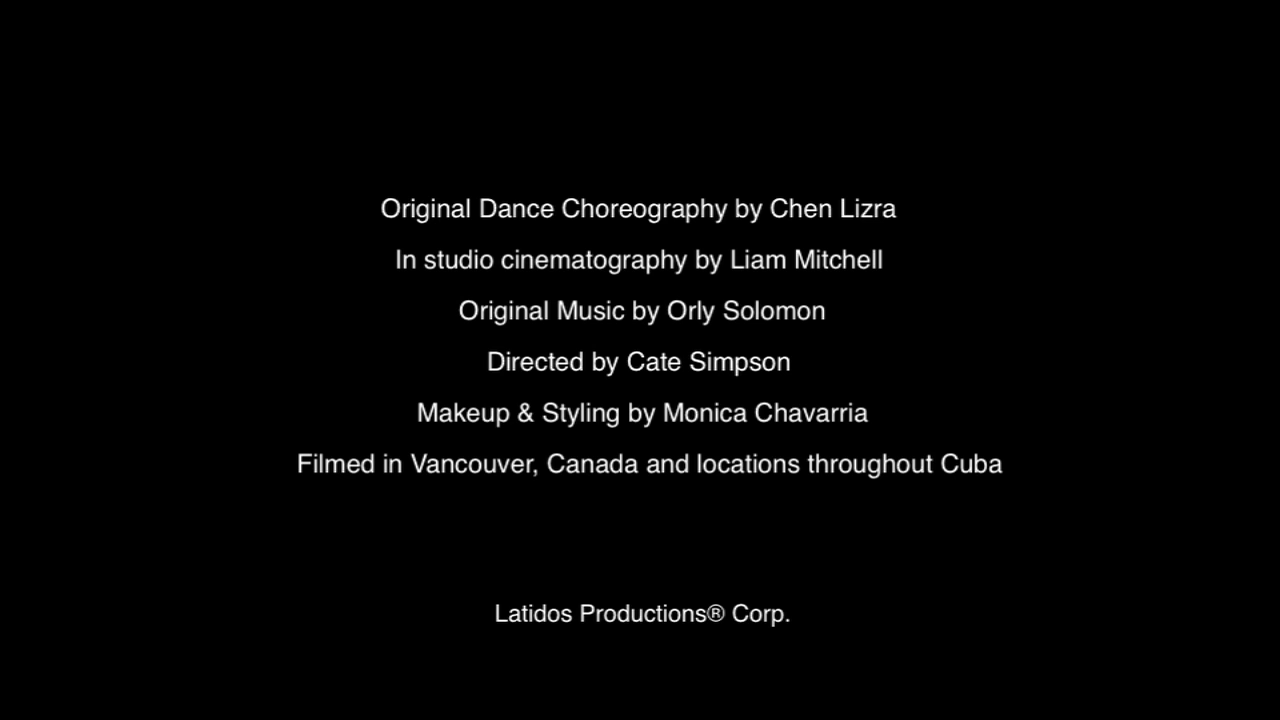 Original Dance Choreography by Chen Lizra
In studio cinematography by Liam Mitchell
Original Music by Orly Solomon
Directed by Cate Simpson
Makeup & Styling by Monica Chavarria
Filmed in Vancouver, Canada and locations throughout Cuba
Latidos Productions® Corp.